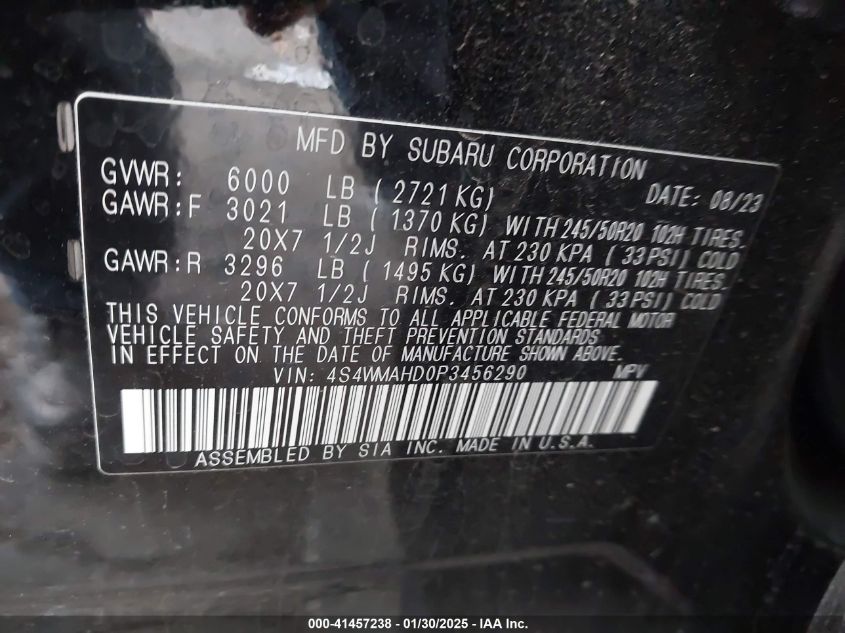 MFD BY SUBARU CORPORATION
GVWR: 6000 LB (2721 KG) DATE: 08/23
GAWR:F 3021 LB (1370 KG) WITH 245/50R20 102H TIRES.
20X7 1/2J RIMS. AT 230 KPA (33 PSI) COLD
GAWR:R 3296 LB (1495 KG) WITH 245/50R20 102H TIRES.
20X7 1/2J RIMS. AT 230 KPA (33 PSI) COLD
THIS VEHICLE CONFORMS TO ALL APPLICABLE FEDERAL MOTOR
VEHICLE SAFETY AND THEFT PREVENTION STANDARDS
IN EFFECT ON THE DATE OF MANUFACTURE SHOWN ABOVE.
VIN: 4S4WMAHD0P3456290 MPV
ASSEMBLED BY SIA INC. MADE IN U.S.A.
000-41457238 - 01/30/2025 - IAA Inc.